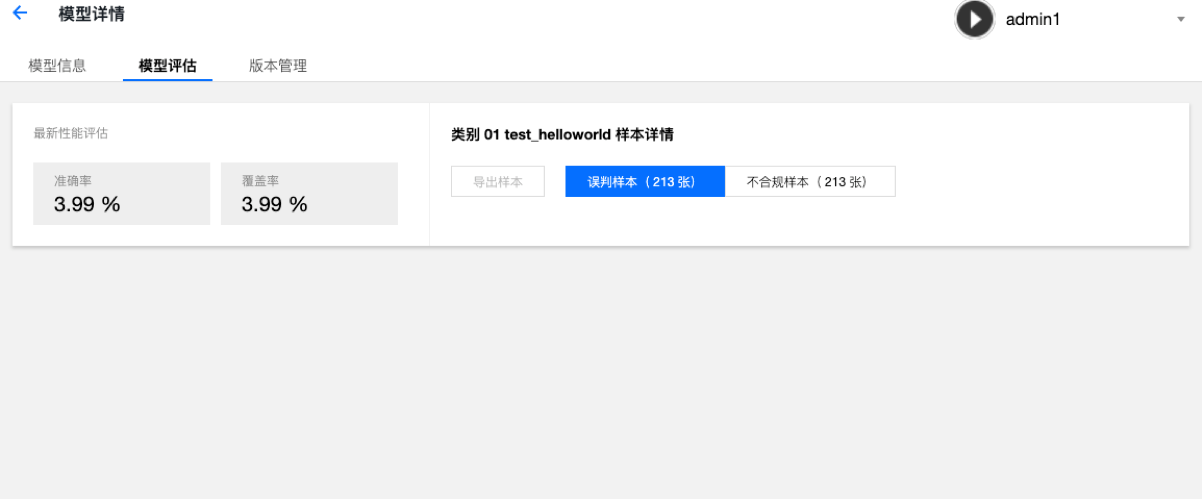 模型详情
admin1
模型信息 模型评估 版本管理
最新性能评估
准确率
3.99 %
覆盖率
3.99 %
类别 01 test_helloworld 样本详情
导出样本 误判样本（213 张） 不合规样本（213 张）